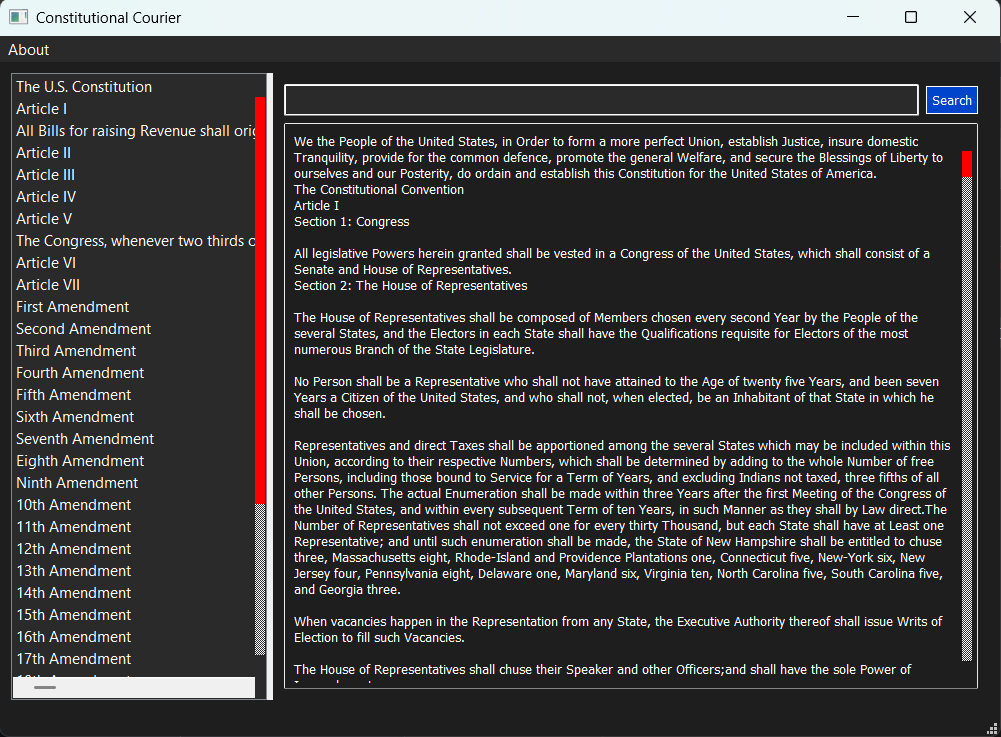 Constitutional Courier
About
The U.S. Constitution
Article I
All Bills for raising Revenue shall
Article II
Article III
Article IV
Article V
The Congress, whenever two thirds
Article VI
Article VII
First Amendment
Second Amendment
Third Amendment
Fourth Amendment
Fifth Amendment
Sixth Amendment
Seventh Amendment
Eighth Amendment
Ninth Amendment
10th Amendment
11th Amendment
12th Amendment
13th Amendment
14th Amendment
15th Amendment
16th Amendment
17th Amendment
Search
We the People of the United States, in Order to form a more perfect Union, establish Justice, insure domestic
Tranquility, provide for the common defence, promote the general Welfare, and secure the Blessings of Liberty to
ourselves and our Posterity, do ordain and establish this Constitution for the United States of America.
The Constitutional Convention
Article I
Section 1: Congress
All legislative Powers herein granted shall be vested in a Congress of the United States, which shall consist of a
Senate and House of Representatives.
Section 2: The House of Representatives
The House of Representatives shall be composed of Members chosen every second Year by the People of the
several States, and the Electors in each State shall have the Qualifications requisite for Electors of the most
numerous Branch of the State Legislature.
No Person shall be a Representative who shall not have attained to the Age of twenty five Years, and been seven
Years a Citizen of the United States, and who shall not, when elected, be an Inhabitant of that State in which he
shall be chosen.
Representatives and direct Taxes shall be apportioned among the several States which may be included within this
Union, according to their respective Numbers, which shall be determined by adding to the whole Number of free
Persons, including those bound to Service for a Term of Years, and excluding Indians not taxed, three fifths of all
other Persons. The actual Enumeration shall be made within three Years after the first Meeting of the Congress of
the United States, and within every subsequent Term of ten Years, in such Manner as they shall by Law direct.The
Number of Representatives shall not exceed one for every thirty Thousand, but each State shall have at Least one
Representative; and until such enumeration shall be made, the State of New Hampshire shall be entitled to chuse
three, Massachusetts eight, Rhode-Island and Providence Plantations one, Connecticut five, New-York six, New
Jersey four, Pennsylvania eight, Delaware one, Maryland six, Virginia ten, North Carolina five, South Carolina five,
and Georgia three.
When vacancies happen in the Representation from any State, the Executive Authority thereof shall issue Writs of
Election to fill such Vacancies.
The House of Representatives shall chuse their Speaker and other Officers;and shall have the sole Power of